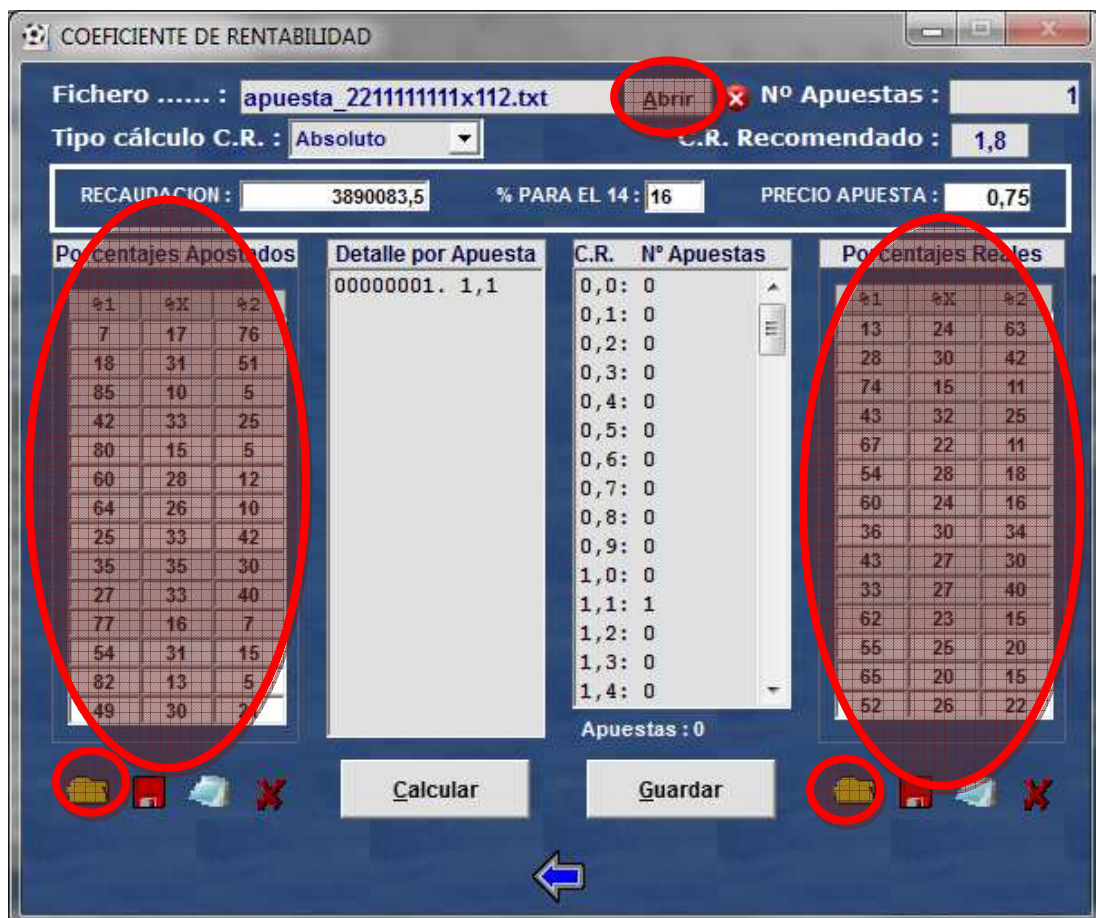 COEFICIENTE DE RENTABILIDAD
Fichero ...... : apuesta_2211111111x112.txt Abrir Nº Apuestas : 1
Tipo cálculo C.R. : Absoluto C.R. Recomendado : 1,8
RECAUDACION : 3890083,5 % PARA EL 14 : 16 PRECIO APUESTA : 0,75
Porcentajes Apostados
%1 %X %2
7 17 76
18 31 51
85 10 5
42 33 25
80 15 5
60 28 12
64 26 10
25 33 42
35 35 30
27 33 40
77 16 7
54 31 15
82 13 5
49 30 21
Detalle por Apuesta
00000001. 1,1
C.R. Nº Apuestas
0,0: 0
0,1: 0
0,2: 0
0,3: 0
0,4: 0
0,5: 0
0,6: 0
0,7: 0
0,8: 0
0,9: 0
1,0: 0
1,1: 1
1,2: 0
1,3: 0
1,4: 0
Apuestas : 0
Porcentajes Reales
%1 %X %2
13 24 63
28 30 42
74 15 11
43 32 25
67 22 11
54 28 18
60 24 16
36 30 34
43 27 30
33 27 40
62 23 15
55 25 20
65 20 15
52 26 22
Calcular
Guardar